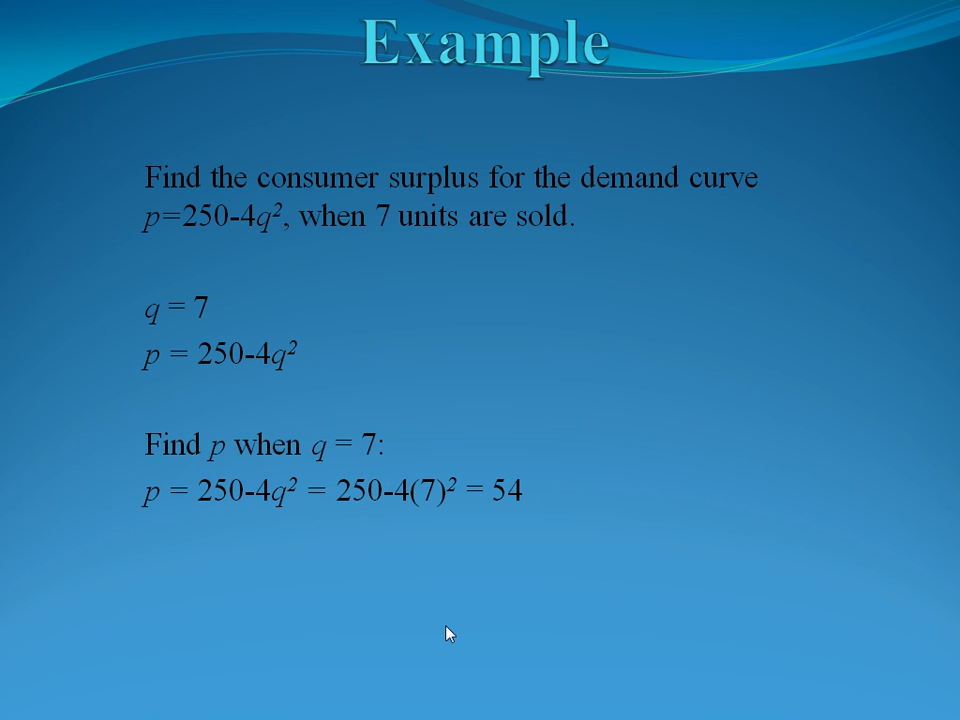 Example
Find the consumer surplus for the demand curve
p=250-4q², when 7 units are sold.
q = 7
p = 250-4q²
Find p when q = 7:
p = 250-4q² = 250-4(7)² = 54